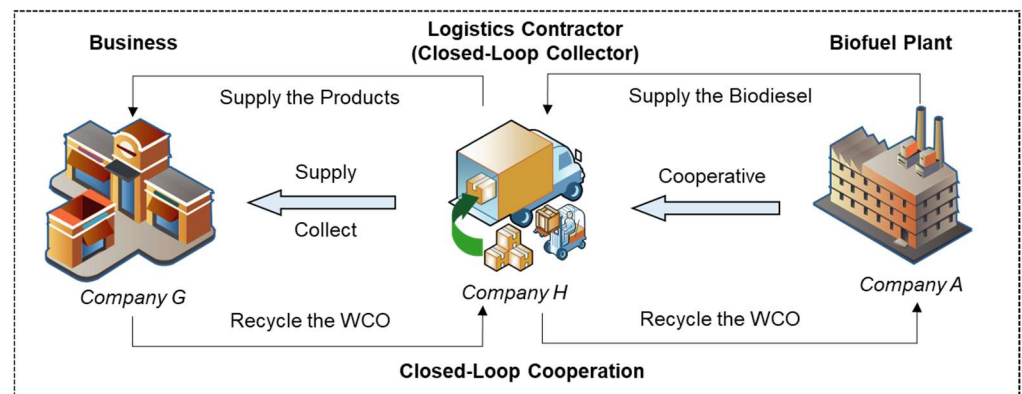 Business
Logistics Contractor
(Closed-Loop Collector)
Biofuel Plant
Supply the Products
Supply the Biodiesel
Supply
Collect
Cooperative
Company G
Company H
Company A
Recycle the WCO
Recycle the WCO
Closed-Loop Cooperation